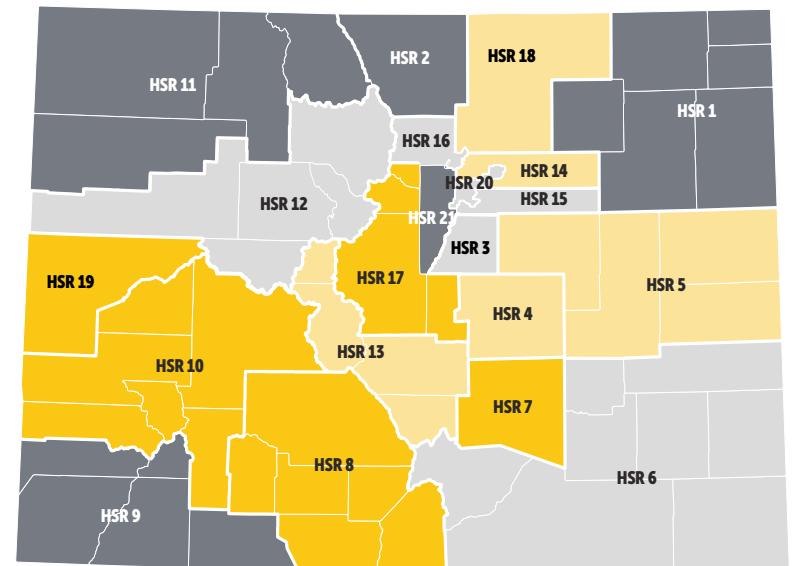 HSR 2
HSR 18
HSR 11
HSR 1
HSR 16
HSR 14
HSR 20
HSR 15
HSR 12
HSR 21
HSR 3
HSR 19
HSR 17
HSR 5
HSR 4
HSR 13
HSR 10
HSR 7
HSR 8
HSR 6
HSR 9